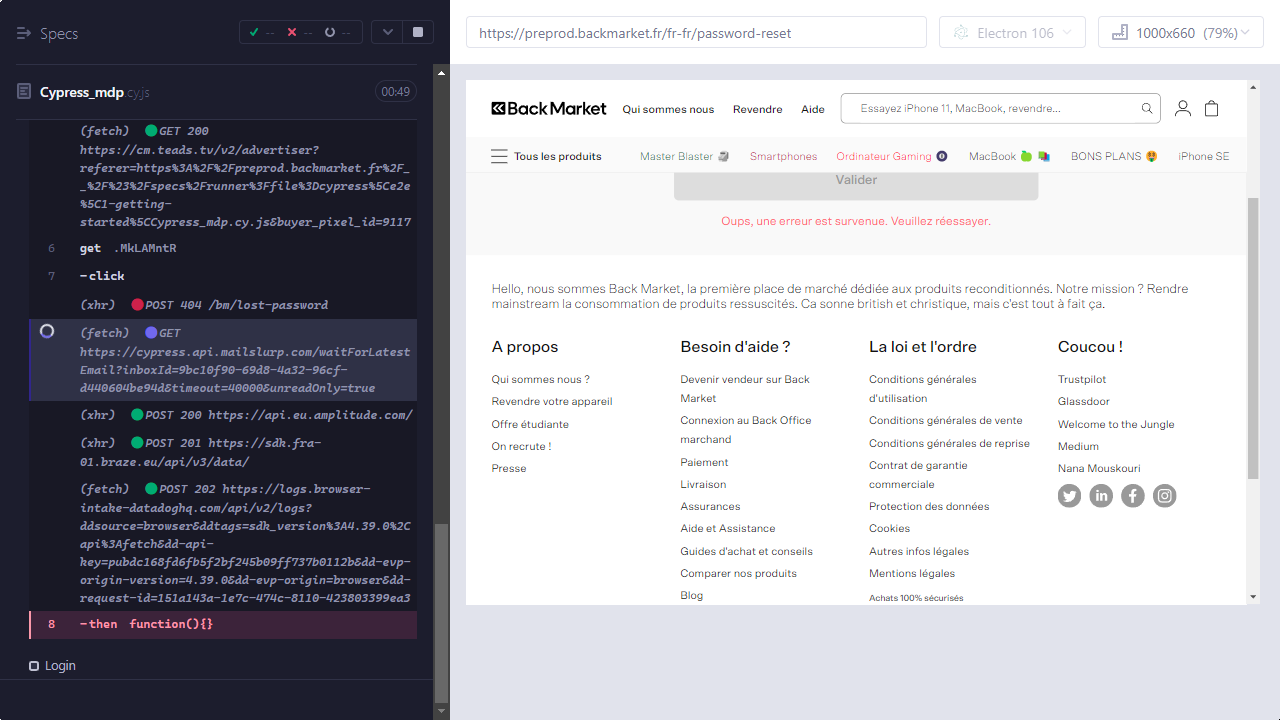 Specs
--
--
--
Cypress_mdp.cy.js
00:49
(fetch) GET 200
https://cm.teads.tv/v2/advertiser?
referer=https%3A%2F%2Fpreprod.backmarket.fr%2F_
_%2F%23%2Fspecs%2Frunner%3Ffile%3Dcypress%5Ce2e
%5C1-getting-
started%5CCypress_mdp.cy.js&buyer_pixel_id=9117
6 get .MkLAMntR
7 -click
(xhr) POST 404 /bm/lost-password
(fetch) GET
https://cypress.api.mailslurp.com/waitForLatest
Email?inboxId=9bc10f90-69d8-4a32-96cf-
d440604be94d&timeout=40000&unreadOnly=true
(xhr) POST 200 https://api.eu.amplitude.com/
(xhr) POST 201 https://sdk.fra-
01.braze.eu/api/v3/data/
(fetch) POST 202 https://logs.browser-
intake-datadoghq.com/api/v2/logs?
ddsource=browser&ddtags=sdk_version%3A4.39.0%2C
api%3Afetch&dd-api-
key=pubdc168fd6fb5f2bf245b09ff737b0112b&dd-evp-
origin-version=4.39.0&dd-evp-origin=browser&dd-
request-id=151a143a-1e7c-474c-8110-423803399ea3
8 -then function(){}
Login
https://preprod.backmarket.fr/fr-fr/password-reset
Electron 106
1000x660 (79%)
Back Market
Qui sommes nous
Revendre
Aide
Essayez iPhone 11, MacBook, revendre...
Tous les produits
Master Blaster
Smartphones
Ordinateur Gaming
MacBook
BONS PLANS
iPhone SE
Valider
Oups, une erreur est survenue. Veuillez réessayer.
Hello, nous sommes Back Market, la première place de marché dédiée aux produits reconditionnés. Notre mission ? Rendre
mainstream la consommation de produits ressuscités. Ca sonne british et christique, mais c'est tout à fait ça.
A propos
Qui sommes nous ?
Revendre votre appareil
Offre étudiante
On recrute !
Presse
Besoin d'aide ?
Devenir vendeur sur Back
Market
Connexion au Back Office
marchand
Paiement
Livraison
Assurances
Aide et Assistance
Guides d'achat et conseils
Comparer nos produits
Blog
La loi et l'ordre
Conditions générales
d'utilisation
Conditions générales de vente
Conditions générales de reprise
Contrat de garantie
commerciale
Protection des données
Cookies
Autres infos légales
Mentions légales
Achats 100% sécurisés
Coucou !
Trustpilot
Glassdoor
Welcome to the Jungle
Medium
Nana Mouskouri